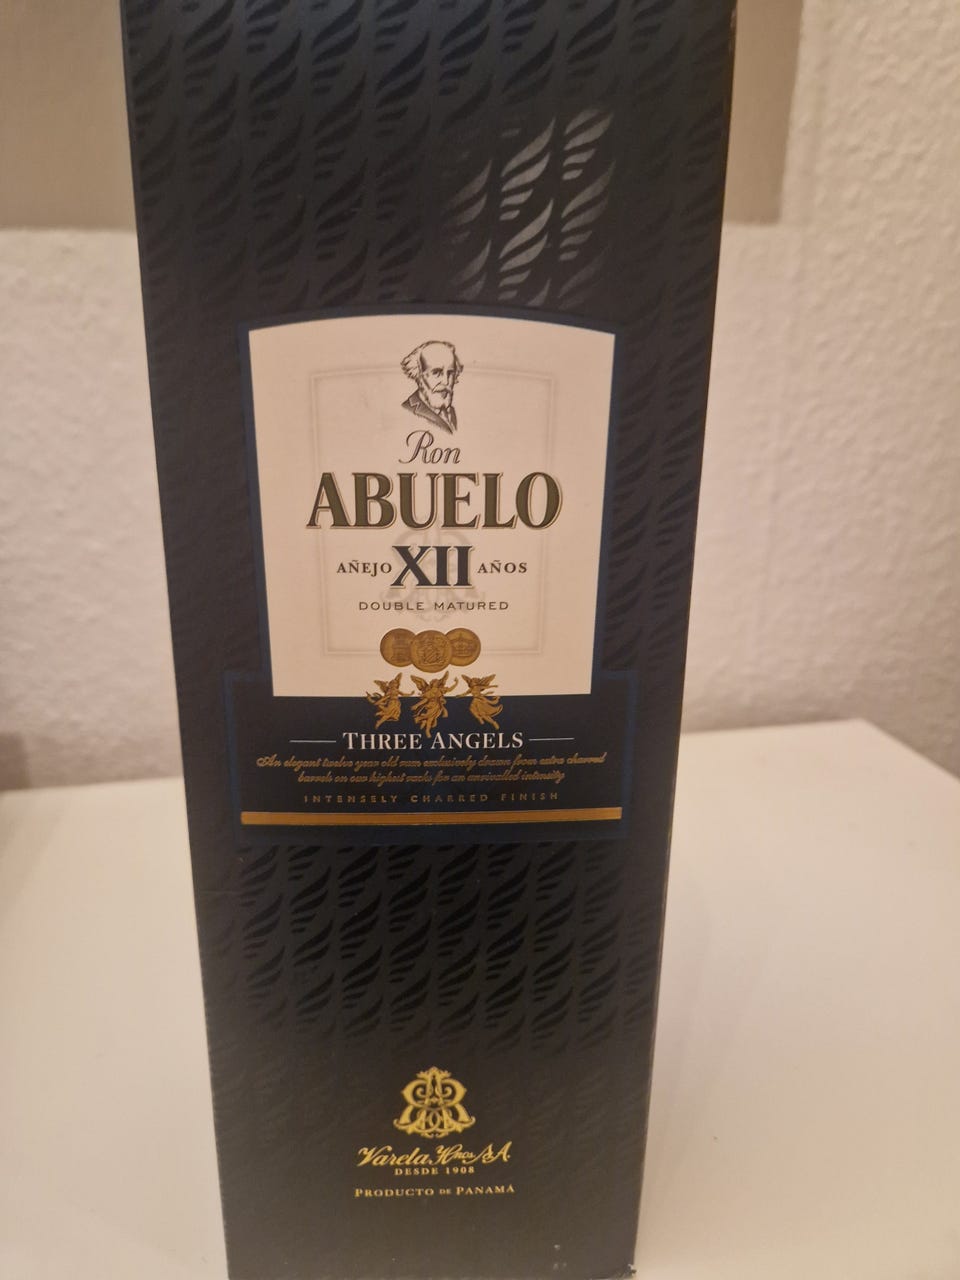 Ron
ABUELO
AÑEJO XII AÑOS
DOUBLE MATURED
THREE ANGELS
An elegant twelve year old rum exclusively drawn from extra charred
barrels on our highest racks for an unrivalled intensity
INTENSELY CHARRED FINISH
Varela Hnos S.A.
DESDE 1908
PRODUCTO DE PANAMÁ